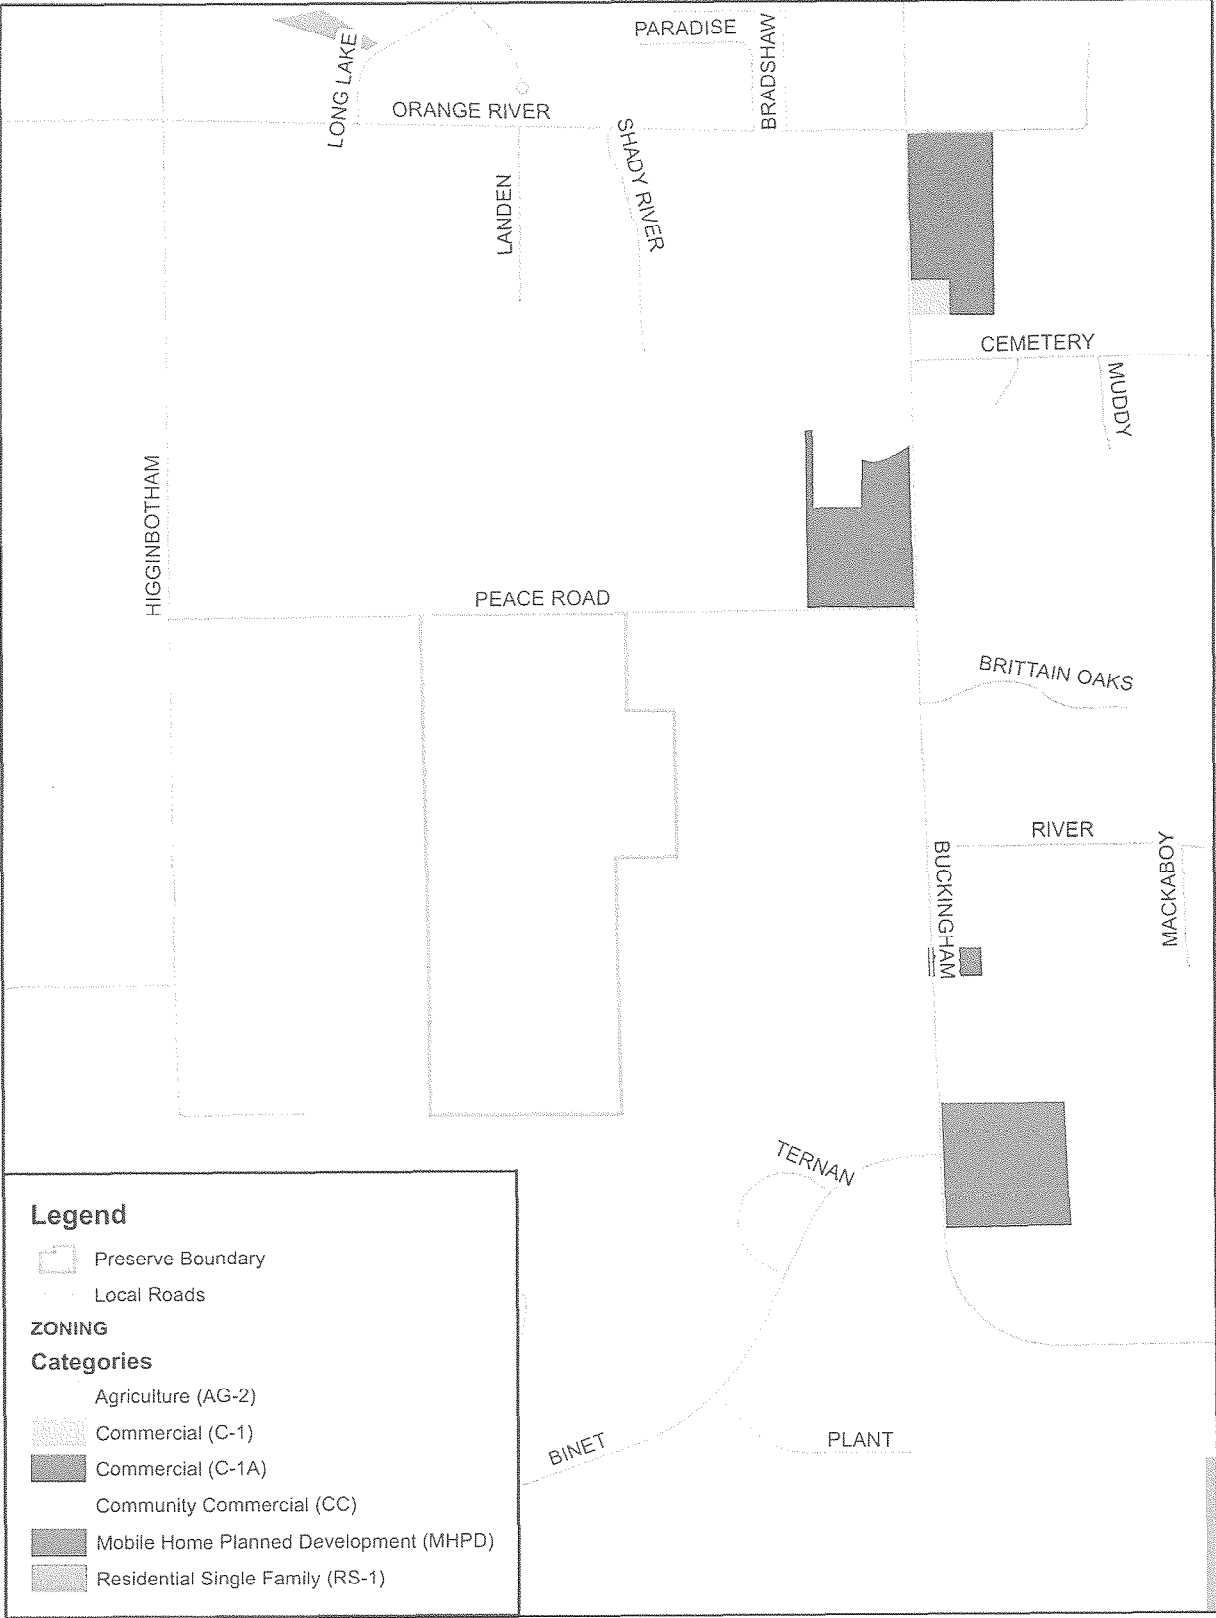 PARADISE
BRADSHAW
LONG LAKE
ORANGE RIVER
SHADY RIVER
LANDEN
CEMETERY
MUDDY
HIGGINBOTHAM
PEACE ROAD
BRITTAIN OAKS
RIVER
BUCKINGHAM
MACKABOY
TERNAN
BINET
PLANT
Legend
Preserve Boundary
Local Roads
ZONING
Categories
Agriculture (AG-2)
Commercial (C-1)
Commercial (C-1A)
Community Commercial (CC)
Mobile Home Planned Development (MHPD)
Residential Single Family (RS-1)